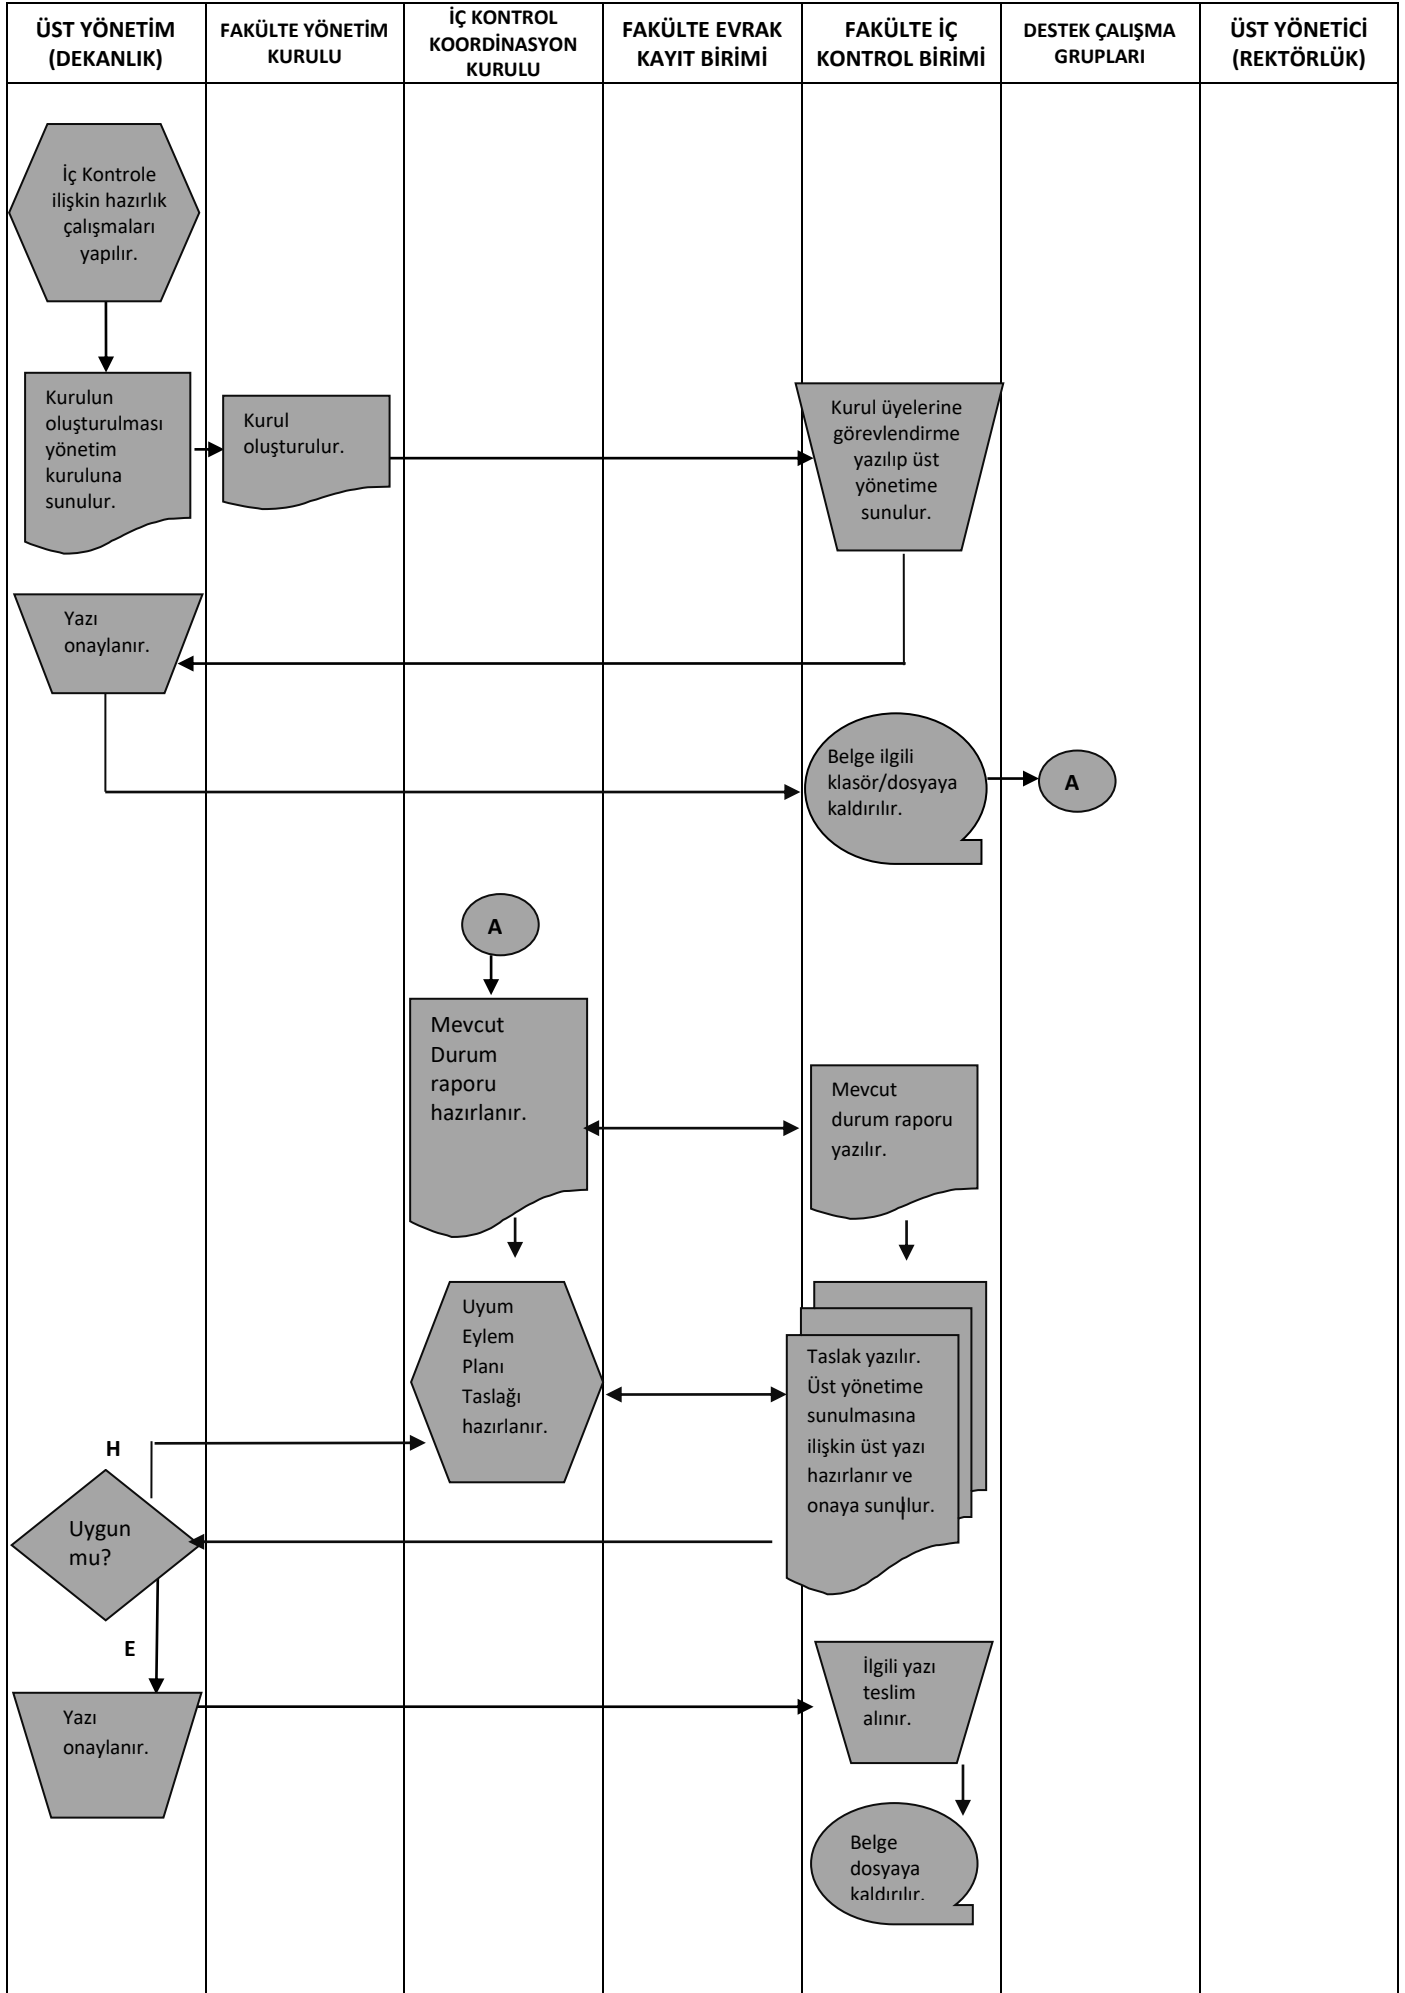 ÜST YÖNETİM
(DEKANLIK)
FAKÜLTE YÖNETİM
KURULU
İÇ KONTROL
KOORDİNASYON
KURULU
FAKÜLTE EVRAK
KAYIT BİRİMİ
FAKÜLTE İÇ
KONTROL BİRİMİ
DESTEK ÇALIŞMA
GRUPLARI
ÜST YÖNETİCİ
(REKTÖRLÜK)
İç Kontrole
ilişkin hazırlık
çalışmaları
yapılır.
Kurulun
oluşturulması
yönetim
kuruluna
sunulur.
Kurul
oluşturulur.
Kurul üyelerine
görevlendirme
yazılıp üst
yönetime
sunulur.
Yazı
onaylanır.
Belge ilgili
klasör/dosyaya
kaldırılır.
A
A
Mevcut
Durum
raporu
hazırlanır.
Mevcut
durum raporu
yazılır.
Uyum
Eylem
Planı
Taslağı
hazırlanır.
Taslak yazılır.
Üst yönetime
sunulmasına
ilişkin üst yazı
hazırlanır ve
onaya sunulur.
H
Uygun
mu?
E
Yazı
onaylanır.
İlgili yazı
teslim
alınır.
Belge
dosyaya
kaldırılır.